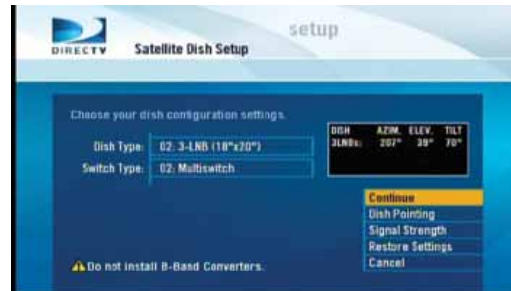 setup
DIRECTV
Satellite Dish Setup
Choose your dish configuration settings.
Dish Type: 02: 3-LNB (18"x20")
Switch Type: 02: Multiswitch
DISH AZIM. ELEV. TILT
3LNBs: 207° 39° 70°
Continue
Dish Pointing
Signal Strength
Restore Settings
Cancel
Do not install B-Band Converters.